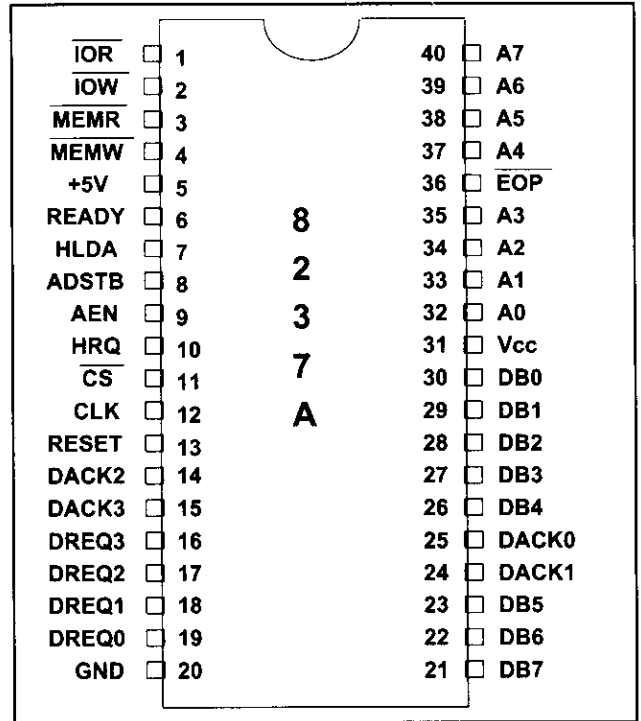 IOR 1 40 A7
IOW 2 39 A6
MEMR 3 38 A5
MEMW 4 37 A4
+5V 5 36 EOP
READY 6 8 35 A3
HLDA 7 34 A2
ADSTB 8 2 33 A1
AEN 9 3 32 A0
HRQ 10 31 Vcc
CS 11 7 30 DB0
CLK 12 A 29 DB1
RESET 13 28 DB2
DACK2 14 27 DB3
DACK3 15 26 DB4
DREQ3 16 25 DACK0
DREQ2 17 24 DACK1
DREQ1 18 23 DB5
DREQ0 19 22 DB6
GND 20 21 DB7